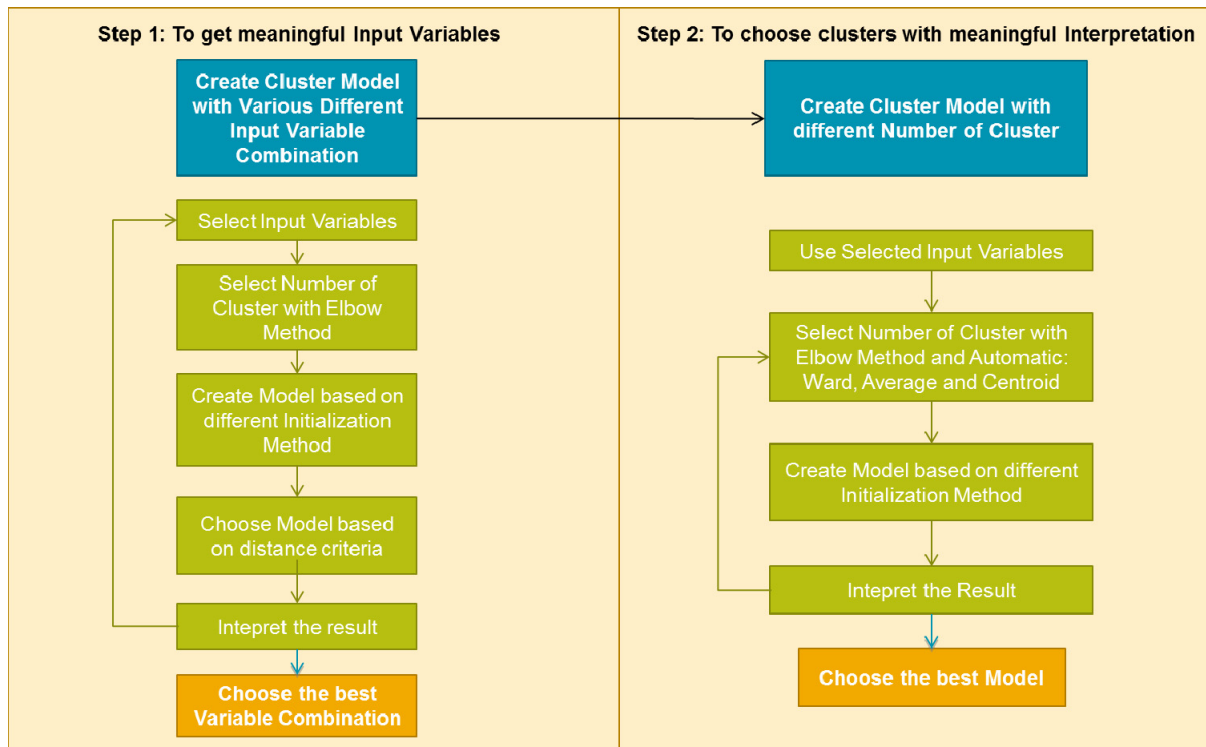 Step 1: To get meaningful Input Variables
Create Cluster Model
with Various Different
Input Variable
Combination
Select Input Variables
Select Number of
Cluster with Elbow
Method
Create Model based on
different Initialization
Method
Choose Model based
on distance criteria
Intepret the result
Choose the best
Variable Combination
Step 2: To choose clusters with meaningful Interpretation
Create Cluster Model with
different Number of Cluster
Use Selected Input Variables
Select Number of Cluster with
Elbow Method and Automatic:
Ward, Average and Centroid
Create Model based on different
Initialization Method
Intepret the Result
Choose the best Model